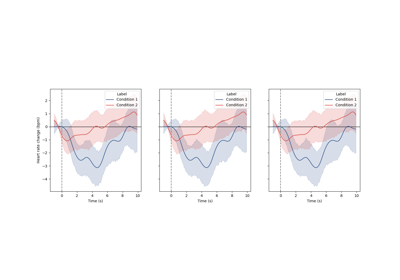 Label
Condition 1
Condition 2
Label
Condition 1
Condition 2
Label
Condition 1
Condition 2
2
1
0
−1
−2
−3
−4
Heart rate change (bpm)
0 2 4 6 8 10
0 2 4 6 8 10
0 2 4 6 8 10
Time (s)
Time (s)
Time (s)